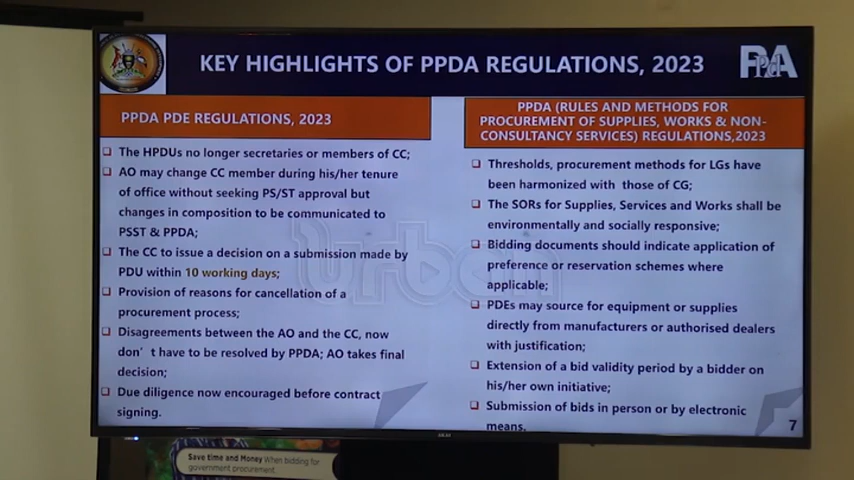 KEY HIGHLIGHTS OF PPDA REGULATIONS, 2023
PPDA
PPDA PDE REGULATIONS, 2023
❑ The HPDUs no longer secretaries or members of CC;
❑ AO may change CC member during his/her tenure
of office without seeking PS/ST approval but
changes in composition to be communicated to
PSST & PPDA;
❑ The CC to issue a decision on a submission made by
PDU within 10 working days;
❑ Provision of reasons for cancellation of a
procurement process;
❑ Disagreements between the AO and the CC, now
don't have to be resolved by PPDA; AO takes final
decision;
❑ Due diligence now encouraged before contract
signing.
PPDA (RULES AND METHODS FOR
PROCUREMENT OF SUPPLIES, WORKS & NON-
CONSULTANCY SERVICES) REGULATIONS,2023
❑ Thresholds, procurement methods for LGs have
been harmonized with those of CG;
❑ The SORs for Supplies, Services and Works shall be
environmentally and socially responsive;
❑ Bidding documents should indicate application of
preference or reservation schemes where
applicable;
❑ PDEs may source for equipment or supplies
directly from manufacturers or authorised dealers
with justification;
❑ Extension of a bid validity period by a bidder on
his/her own initiative;
❑ Submission of bids in person or by electronic
means.
7
urban
Save time and Money When bidding for
government procurement.